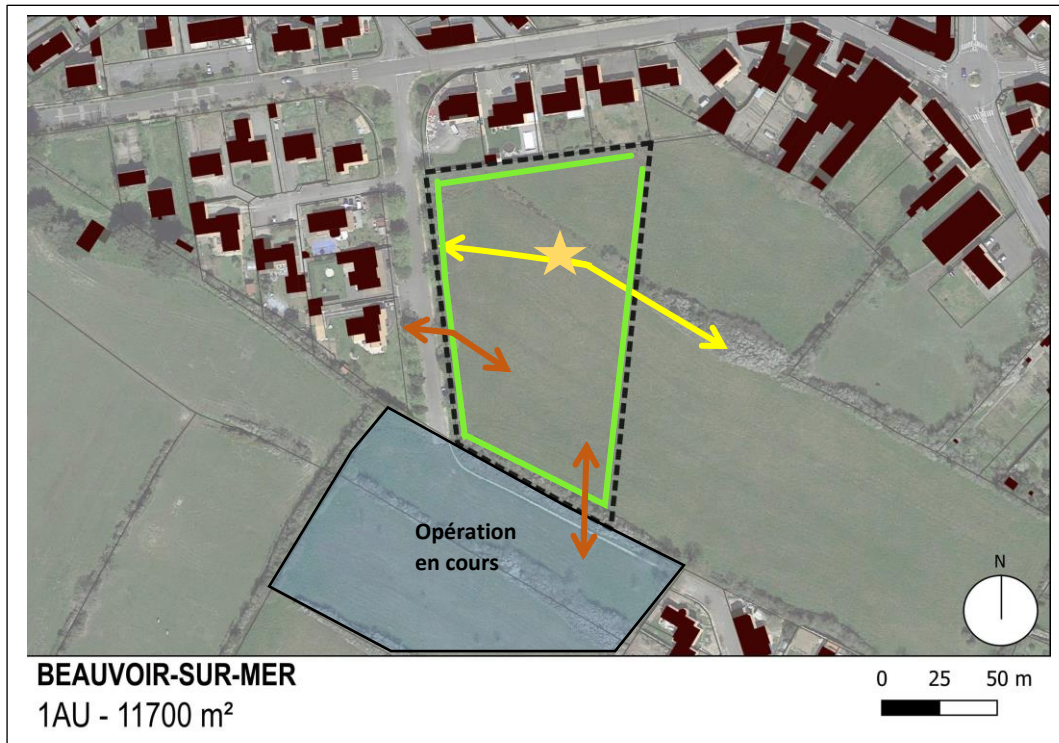 Opération
en cours
N
BEAUVOIR-SUR-MER
1AU - 11700 m²
0 25 50 m